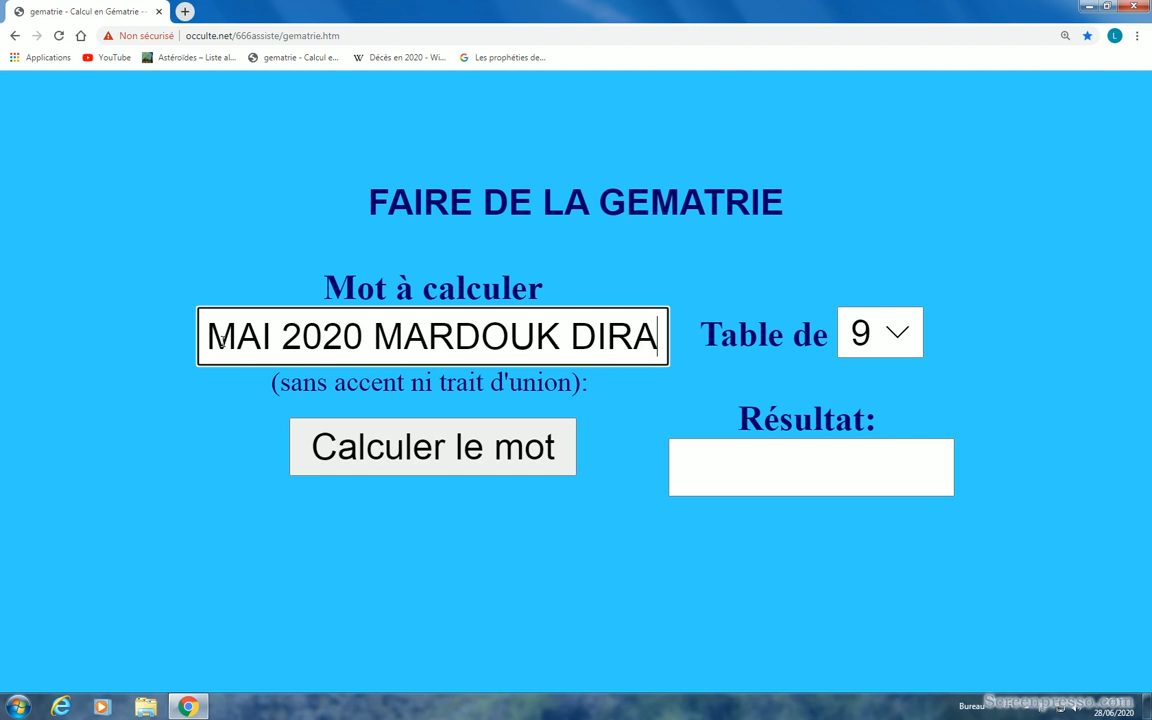 gematrie - Calcul en Gématrie -
Non sécurisé
occulte.net/666assiste/gematrie.htm
L
Applications
YouTube
Astéroïdes – Liste al...
gematrie - Calcul e...
W
Décès en 2020 - Wi...
G
Les prophéties de...
FAIRE DE LA GEMATRIE
Mot à calculer
MAI 2020 MARDOUK DIRA
Table de 9
(sans accent ni trait d'union):
Calculer le mot
Résultat:
Bureau
Screenpresso.com
28/06/2020